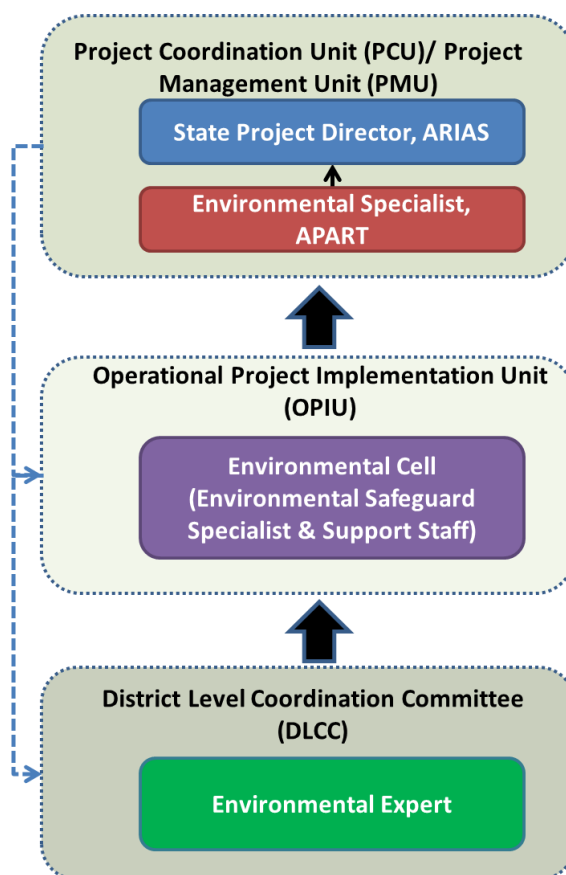 Project Coordination Unit (PCU)/ Project
Management Unit (PMU)
State Project Director, ARIAS
Environmental Specialist,
APART
Operational Project Implementation Unit
(OPIU)
Environmental Cell
(Environmental Safeguard
Specialist & Support Staff)
District Level Coordination Committee
(DLCC)
Environmental Expert